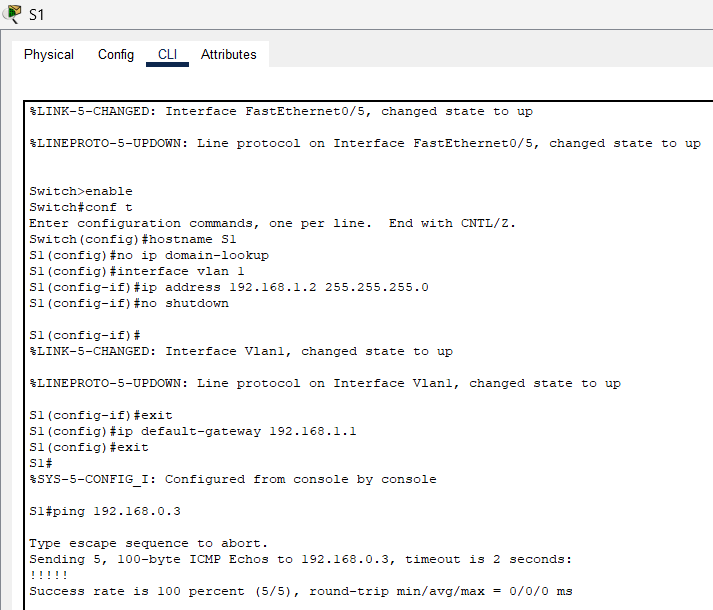 S1
Physical Config CLI Attributes
%LINK-5-CHANGED: Interface FastEthernet0/5, changed state to up
%LINEPROTO-5-UPDOWN: Line protocol on Interface FastEthernet0/5, changed state to up
Switch>enable
Switch#conf t
Enter configuration commands, one per line.  End with CNTL/Z.
Switch(config)#hostname S1
S1(config)#no ip domain-lookup
S1(config)#interface vlan 1
S1(config-if)#ip address 192.168.1.2 255.255.255.0
S1(config-if)#no shutdown
S1(config-if)#
%LINK-5-CHANGED: Interface Vlan1, changed state to up
%LINEPROTO-5-UPDOWN: Line protocol on Interface Vlan1, changed state to up
S1(config-if)#exit
S1(config)#ip default-gateway 192.168.1.1
S1(config)#exit
S1#
%SYS-5-CONFIG_I: Configured from console by console
S1#ping 192.168.0.3
Type escape sequence to abort.
Sending 5, 100-byte ICMP Echos to 192.168.0.3, timeout is 2 seconds:
!!!!!
Success rate is 100 percent (5/5), round-trip min/avg/max = 0/0/0 ms